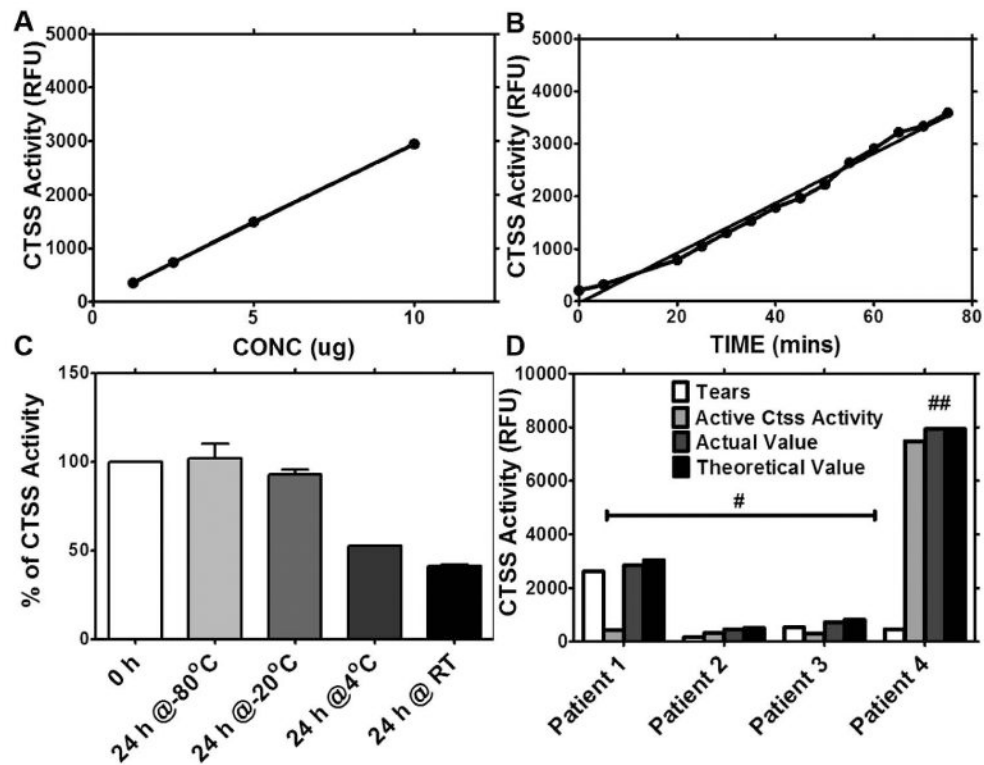 A
CTSS Activity (RFU)
5000
4000
3000
2000
1000
0
0
5
10
CONC (ug)
B
CTSS Activity (RFU)
5000
4000
3000
2000
1000
0
0
20
40
60
80
TIME (mins)
C
% of CTSS Activity
150
100
50
0
0 h
24 h @-80°C
24 h @-20°C
24 h @4°C
24 h @ RT
D
CTSS Activity (RFU)
10000
8000
6000
4000
2000
0
Tears
Active Ctss Activity
Actual Value
Theoretical Value
#
##
Patient 1
Patient 2
Patient 3
Patient 4